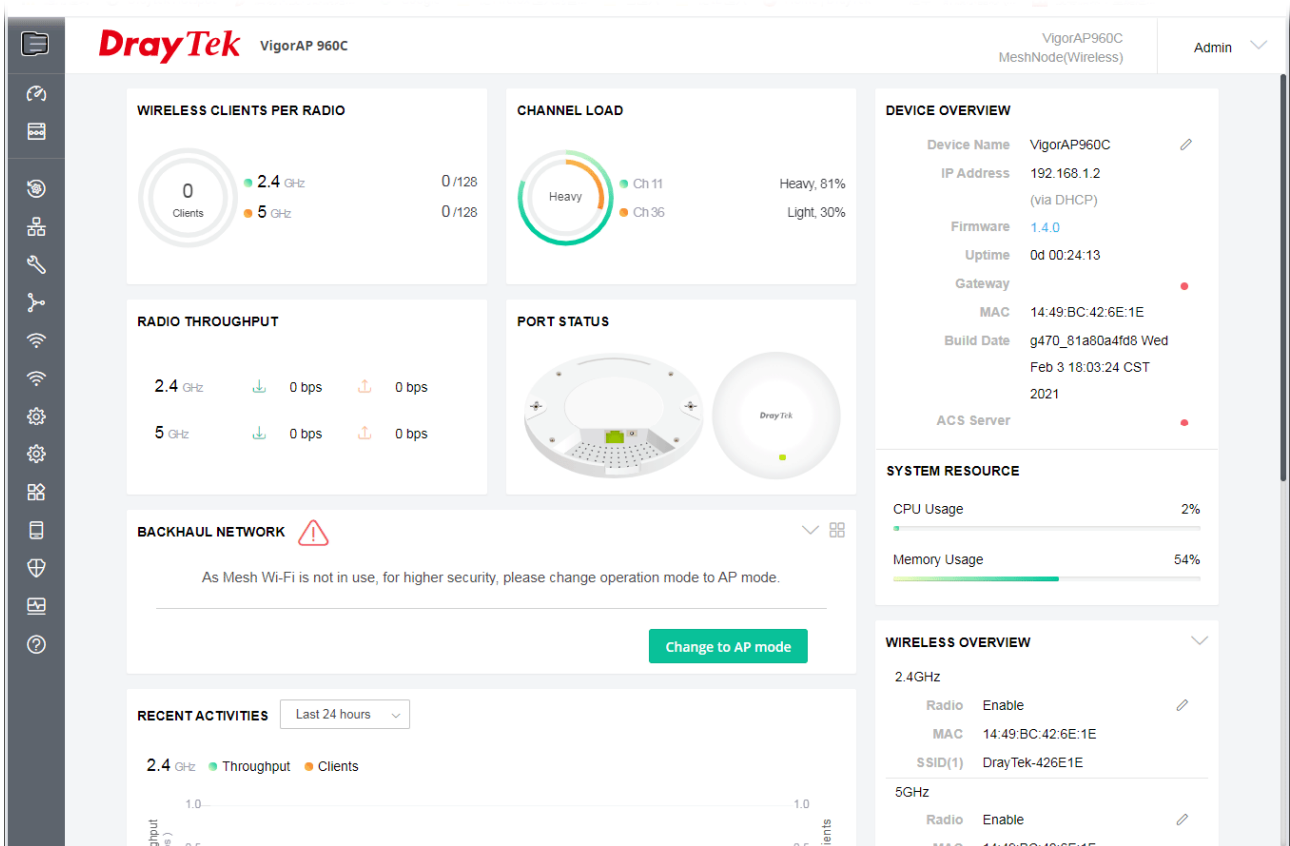 DrayTek VigorAP 960C
VigorAP960C
MeshNode(Wireless)
Admin
WIRELESS CLIENTS PER RADIO
0
Clients
2.4 GHz 0 /128
5 GHz 0 /128
CHANNEL LOAD
Heavy
Ch 11 Heavy, 81%
Ch 36 Light, 30%
RADIO THROUGHPUT
2.4 GHz 0 bps 0 bps
5 GHz 0 bps 0 bps
PORT STATUS
DrayTek
BACKHAUL NETWORK
As Mesh Wi-Fi is not in use, for higher security, please change operation mode to AP mode.
Change to AP mode
RECENT ACTIVITIES Last 24 hours
2.4 GHz Throughput Clients
1.0 1.0
DEVICE OVERVIEW
Device Name VigorAP960C
IP Address 192.168.1.2
(via DHCP)
Firmware 1.4.0
Uptime 0d 00:24:13
Gateway
MAC 14:49:BC:42:6E:1E
Build Date g470_81a80a4fd8 Wed
Feb 3 18:03:24 CST
2021
ACS Server
SYSTEM RESOURCE
CPU Usage 2%
Memory Usage 54%
WIRELESS OVERVIEW
2.4GHz
Radio Enable
MAC 14:49:BC:42:6E:1E
SSID(1) DrayTek-426E1E
5GHz
Radio Enable